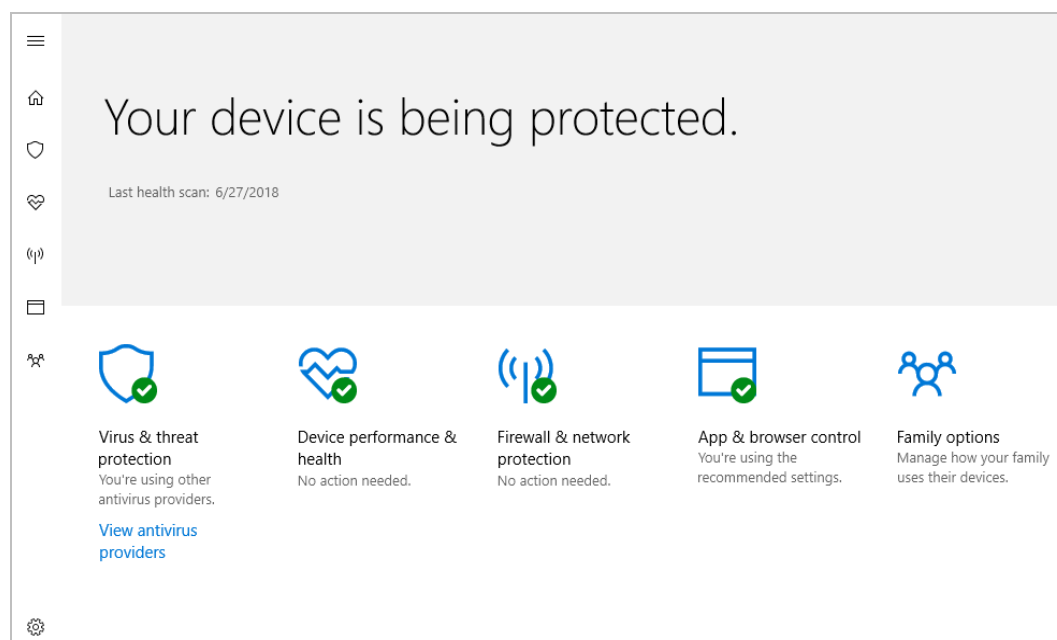 Your device is being protected.
Last health scan: 6/27/2018
Virus & threat
protection
You're using other
antivirus providers.
View antivirus
providers
Device performance &
health
No action needed.
Firewall & network
protection
No action needed.
App & browser control
You're using the
recommended settings.
Family options
Manage how your family
uses their devices.